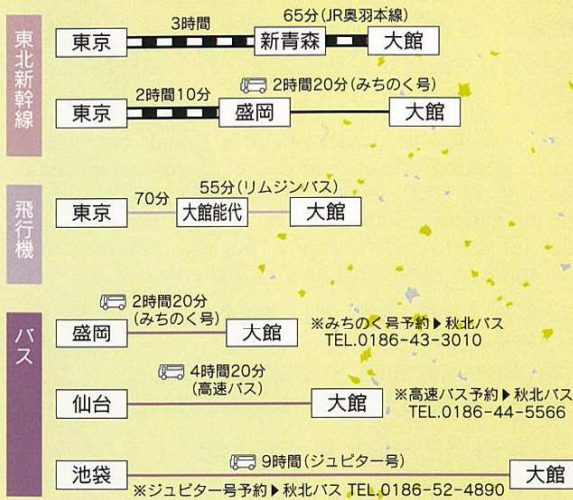 東北新幹線
3時間
65分(JR奥羽本線)
東京
新青森
大館
2時間10分
2時間20分(みちのく号)
東京
盛岡
大館
飛行機
70分
55分(リムジンバス)
東京
大館能代
大館
バス
2時間20分
(みちのく号)
盛岡
大館
※みちのく号予約▶秋北バス
TEL.0186-43-3010
4時間20分
(高速バス)
仙台
大館
※高速バス予約▶秋北バス
TEL.0186-44-5566
9時間(ジュピター号)
池袋
大館
※ジュピター号予約▶秋北バス TEL.0186-52-4890